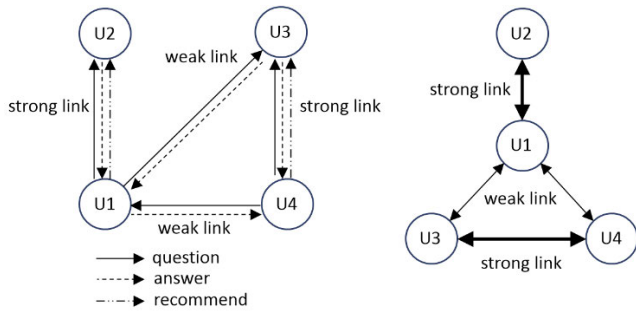 U2
U3
weak link
strong link
strong link
U1
U4
weak link
question
answer
recommend
U2
strong link
U1
weak link
U3
U4
strong link